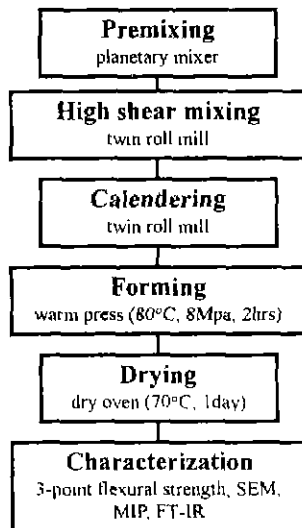 Premixing
planetary mixer
High shear mixing
twin roll mill
Calendering
twin roll mill
Forming
warm press (80°C, 8Mpa, 2hrs)
Drying
dry oven (70°C, 1day)
Characterization
3-point flexural strength, SEM,
MIP, FT-IR